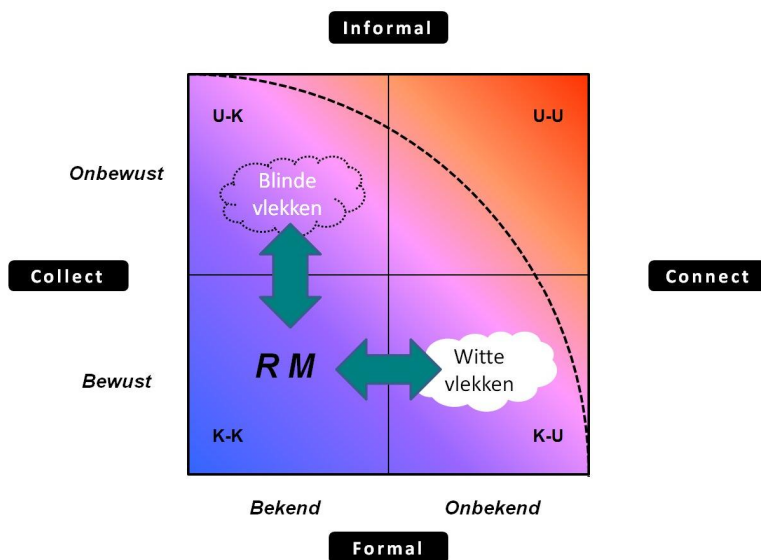 Informal
U-K
U-U
Onbewust
Blinde
vlekken
Collect
Connect
Bewust
R M
Witte
vlekken
K-K
K-U
Bekend
Onbekend
Formal